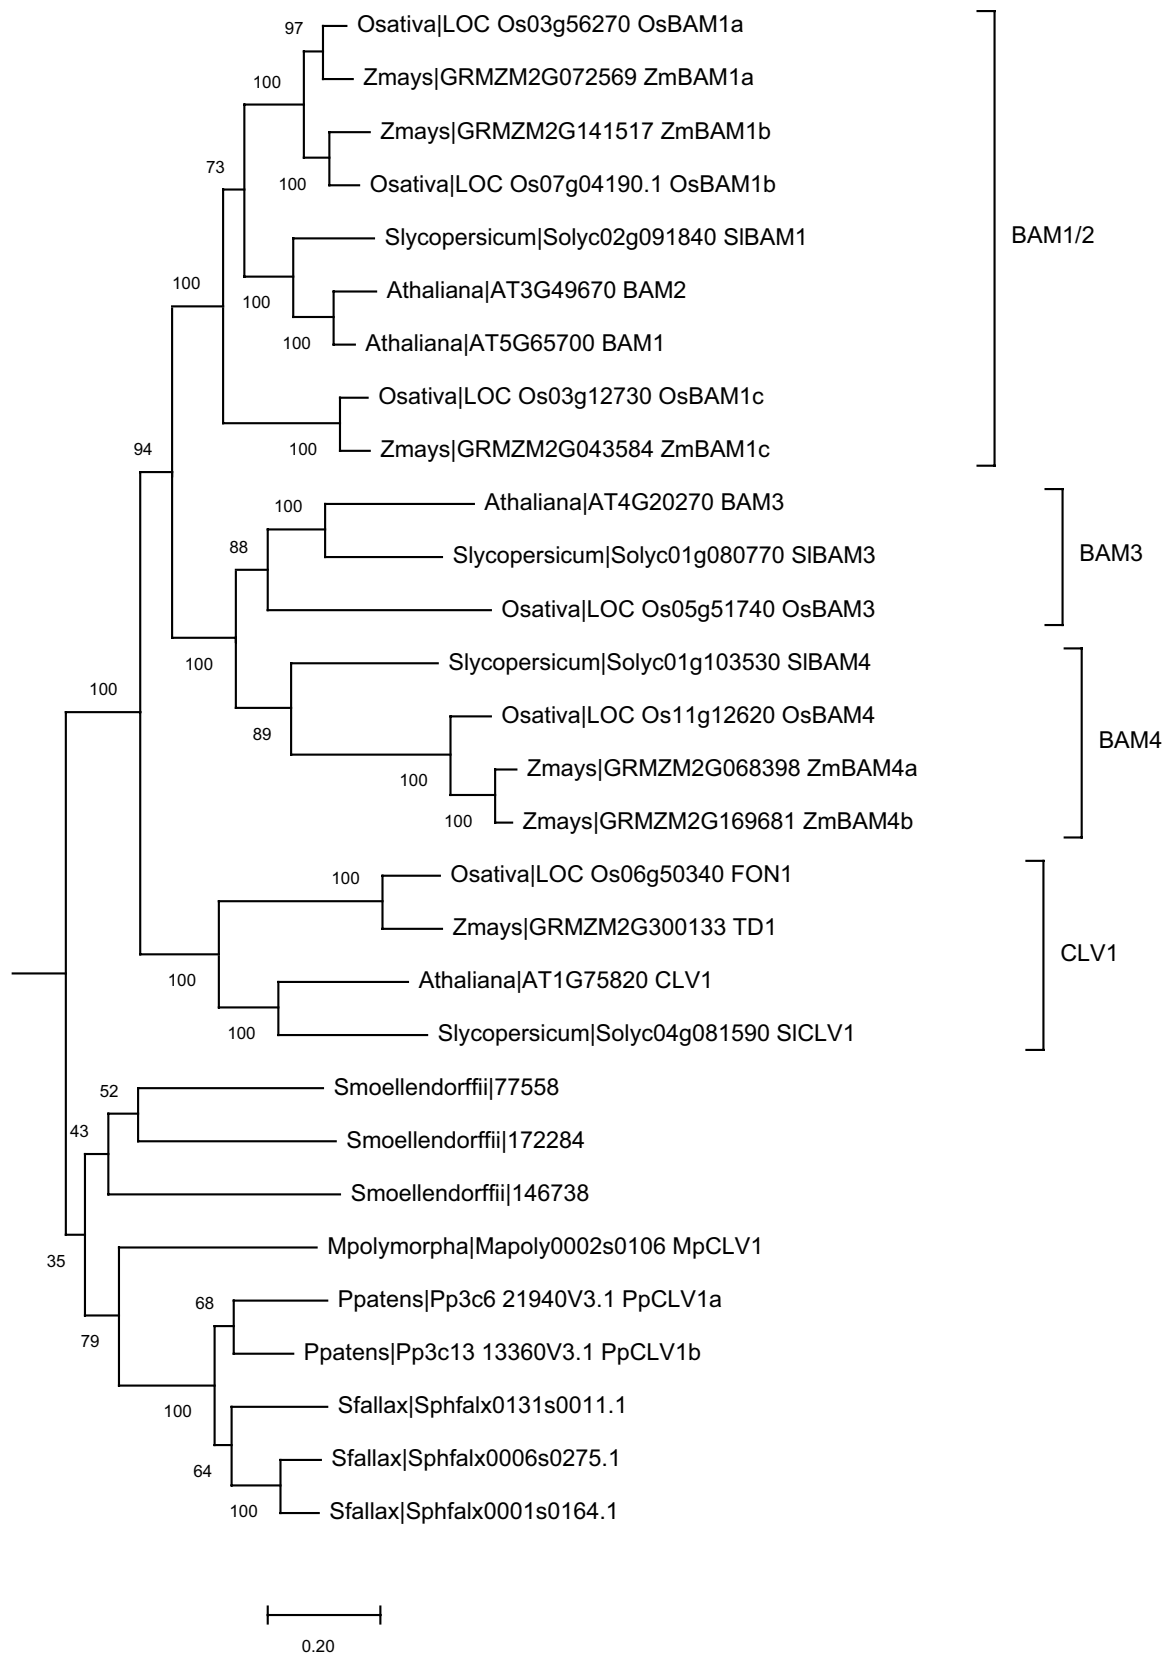 97
Osativa|LOC Os03g56270 OsBAM1a
Zmays|GRMZM2G072569 ZmBAM1a
100
Zmays|GRMZM2G141517 ZmBAM1b
73
100
Osativa|LOC Os07g04190.1 OsBAM1b
Slycopersicum|Solyc02g091840 SlBAM1
BAM1/2
100
Athaliana|AT3G49670 BAM2
100
100
Athaliana|AT5G65700 BAM1
Osativa|LOC Os03g12730 OsBAM1c
94
100
Zmays|GRMZM2G043584 ZmBAM1c
100
Athaliana|AT4G20270 BAM3
88
Slycopersicum|Solyc01g080770 SlBAM3
BAM3
Osativa|LOC Os05g51740 OsBAM3
100
Slycopersicum|Solyc01g103530 SlBAM4
100
89
Osativa|LOC Os11g12620 OsBAM4
BAM4
100
Zmays|GRMZM2G068398 ZmBAM4a
100
Zmays|GRMZM2G169681 ZmBAM4b
100
Osativa|LOC Os06g50340 FON1
Zmays|GRMZM2G300133 TD1
CLV1
100
Athaliana|AT1G75820 CLV1
100
Slycopersicum|Solyc04g081590 SlCLV1
52
Smoellendorffii|77558
43
Smoellendorffii|172284
Smoellendorffii|146738
35
Mpolymorpha|Mapoly0002s0106 MpCLV1
68
Ppatens|Pp3c6 21940V3.1 PpCLV1a
79
Ppatens|Pp3c13 13360V3.1 PpCLV1b
100
Sfallax|Sphfalx0131s0011.1
64
Sfallax|Sphfalx0006s0275.1
100
Sfallax|Sphfalx0001s0164.1
0.20